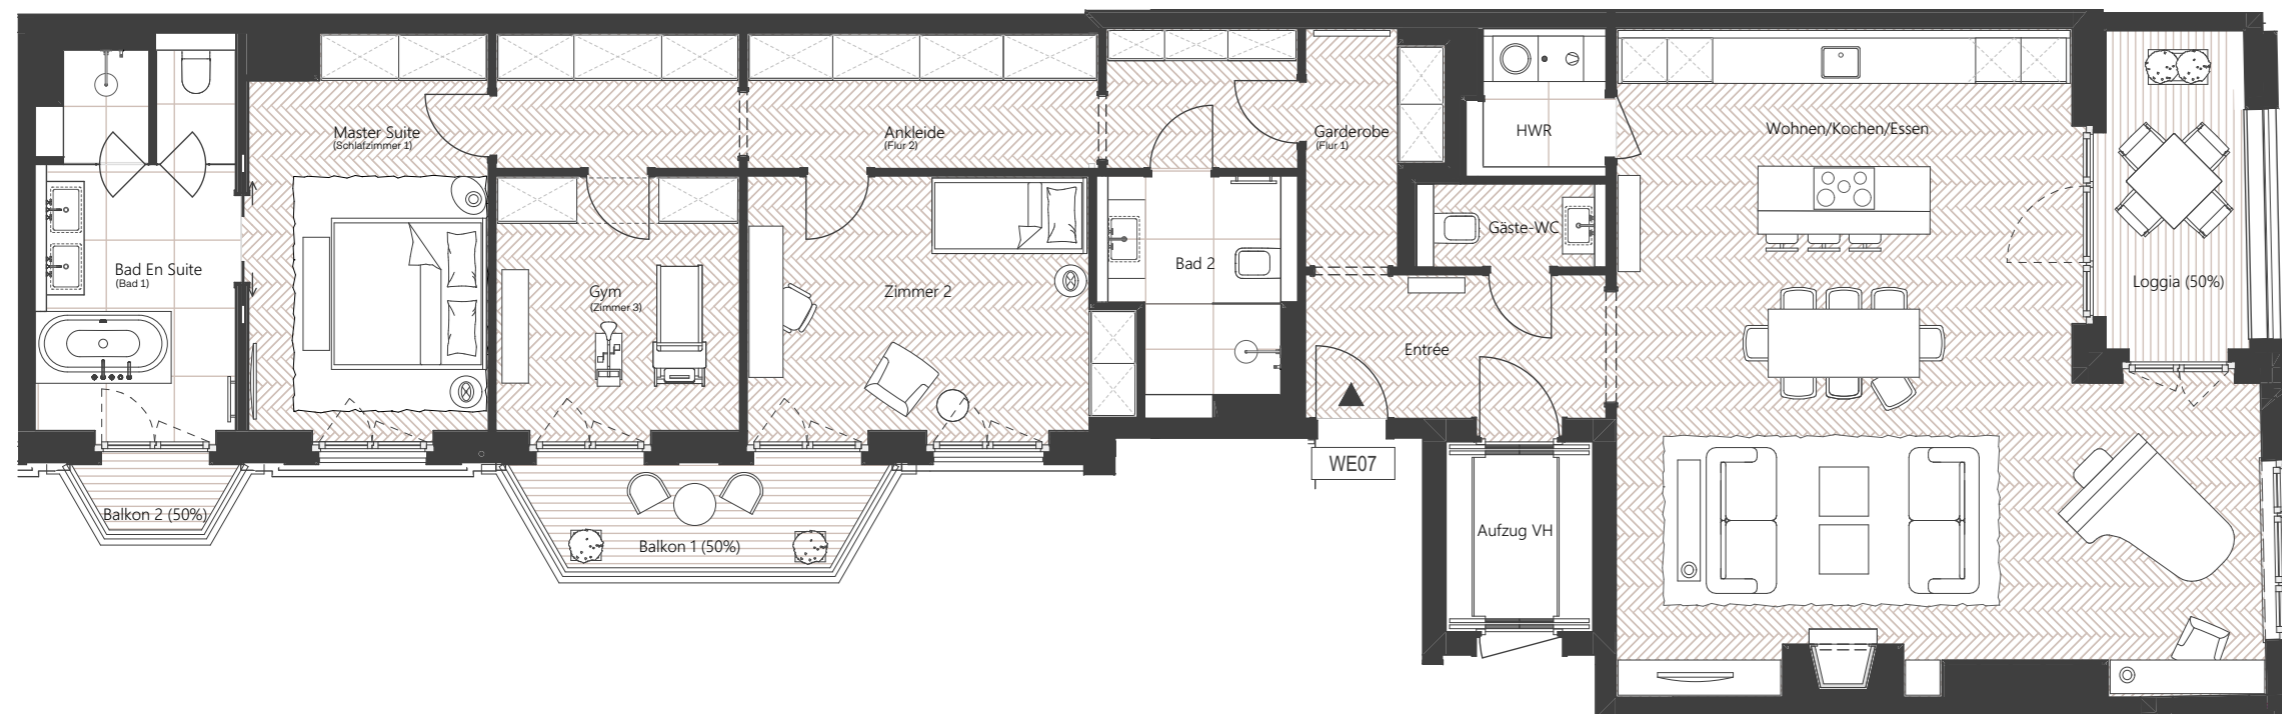 Master Suite
(Schlafzimmer 1)
Ankleide
(Flur 2)
Garderobe
(Flur 1)
HWR
Wohnen/Kochen/Essen
Bad En Suite
(Bad 1)
Gym
(Zimmer 3)
Zimmer 2
Bad 2
Gäste-WC
Loggia (50%)
Entrée
WE07
Balkon 2 (50%)
Balkon 1 (50%)
Aufzug VH